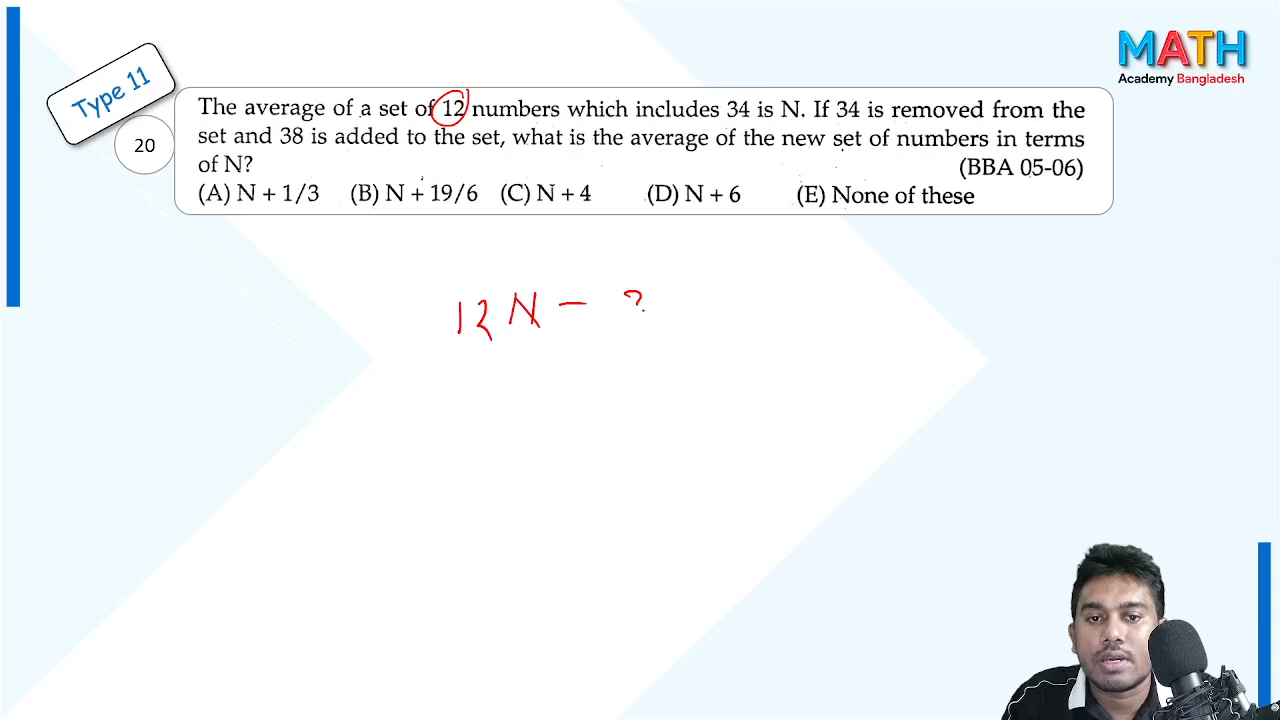 MATH
Academy Bangladesh
Type 11
20
The average of a set of 12 numbers which includes 34 is N. If 34 is removed from the
set and 38 is added to the set, what is the average of the new set of numbers in terms
of N? (BBA 05-06)
(A) N + 1/3 (B) N + 19/6 (C) N + 4 (D) N + 6 (E) None of these
12 N –